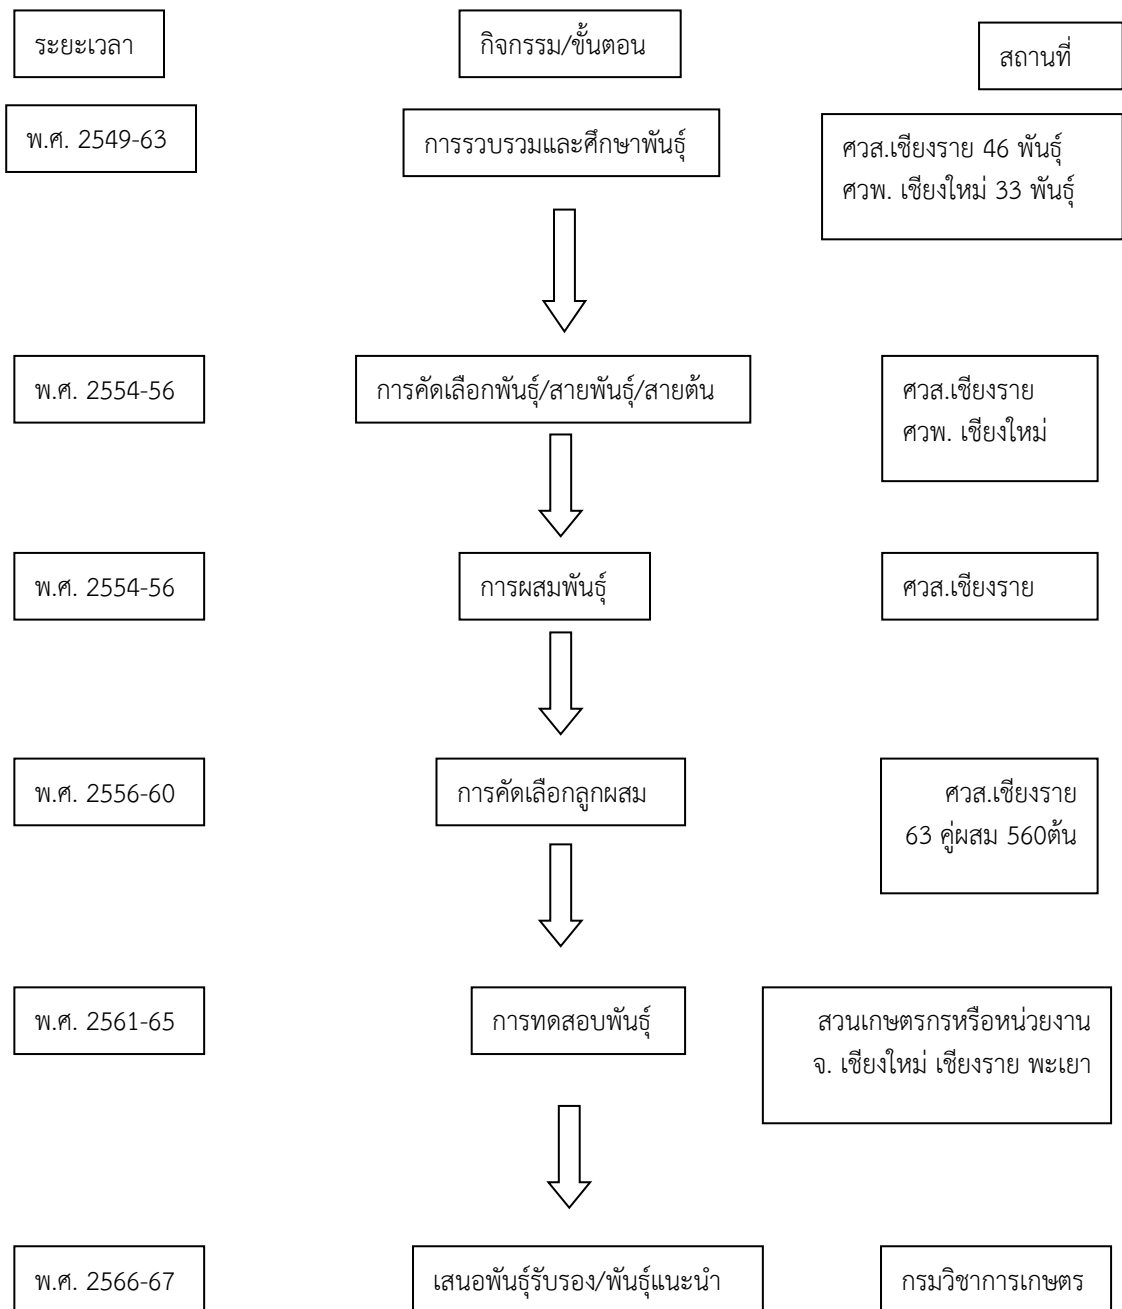 ระยะเวลา
กิจกรรม/ขั้นตอน
สถานที่
พ.ศ. 2549-63
การรวบรวมและศึกษาพันธุ์
ศวส.เชียงราย 46 พันธุ์
ศวพ. เชียงใหม่ 33 พันธุ์
พ.ศ. 2554-56
การคัดเลือกพันธุ์/สายพันธุ์/สายต้น
ศวส.เชียงราย
ศวพ. เชียงใหม่
พ.ศ. 2554-56
การผสมพันธุ์
ศวส.เชียงราย
พ.ศ. 2556-60
การคัดเลือกลูกผสม
ศวส.เชียงราย
63 คู่ผสม 560ต้น
พ.ศ. 2561-65
การทดสอบพันธุ์
สวนเกษตรกรหรือหน่วยงาน
จ. เชียงใหม่ เชียงราย พะเยา
พ.ศ. 2566-67
เสนอพันธุ์รับรอง/พันธุ์แนะนำ
กรมวิชาการเกษตร